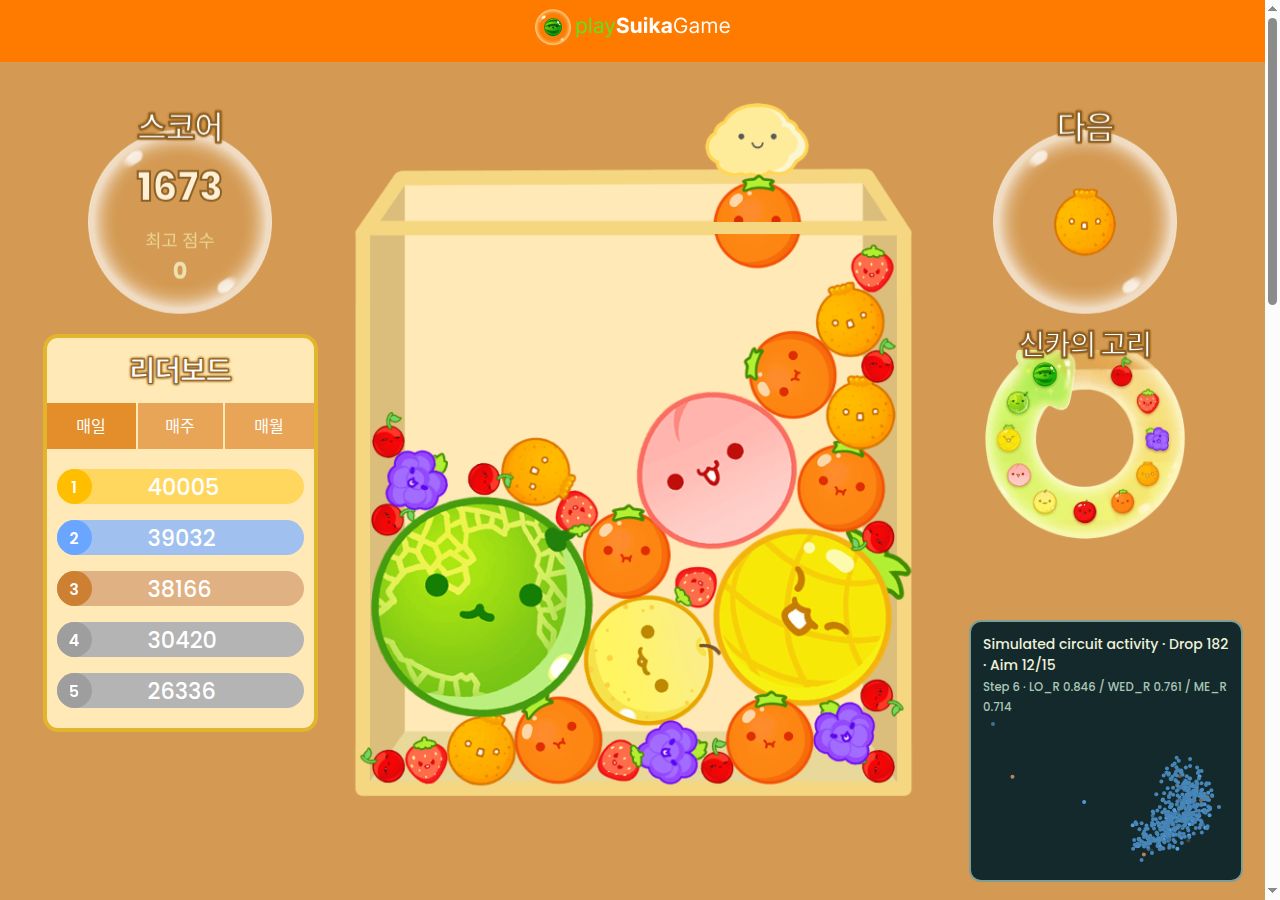 playSuikaGame
스코어
1673
최고 점수
0
다음
리더보드
매일 매주 매월
1 40005
2 39032
3 38166
4 30420
5 26336
신카의 고리
Simulated circuit activity · Drop 182
· Aim 12/15
Step 6 · LO_R 0.846 / WED_R 0.761 / ME_R
0.714